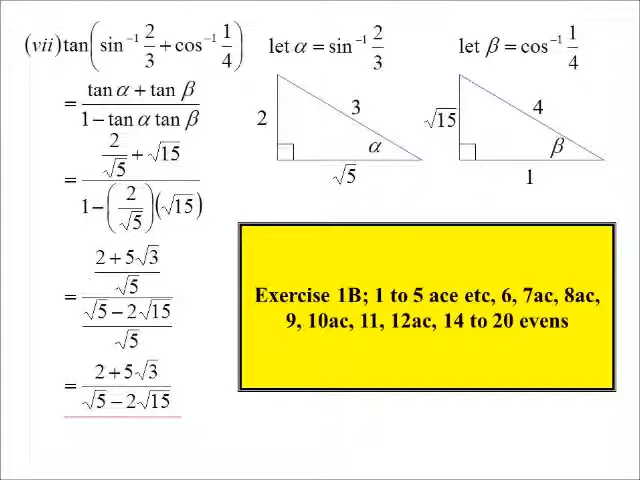 (vii) tan(sin⁻¹ 2/3 + cos⁻¹ 1/4) let α = sin⁻¹ 2/3 let β = cos⁻¹ 1/4
= (tan α + tan β)/(1 − tan α tan β)
2 3 α √5
√15 4 β 1
= (2/√5 + √15)/(1 − (2/√5)(√15))
= ((2 + 5√3)/√5)/((√5 − 2√15)/√5)
= (2 + 5√3)/(√5 − 2√15)
Exercise 1B; 1 to 5 ace etc, 6, 7ac, 8ac,
9, 10ac, 11, 12ac, 14 to 20 evens